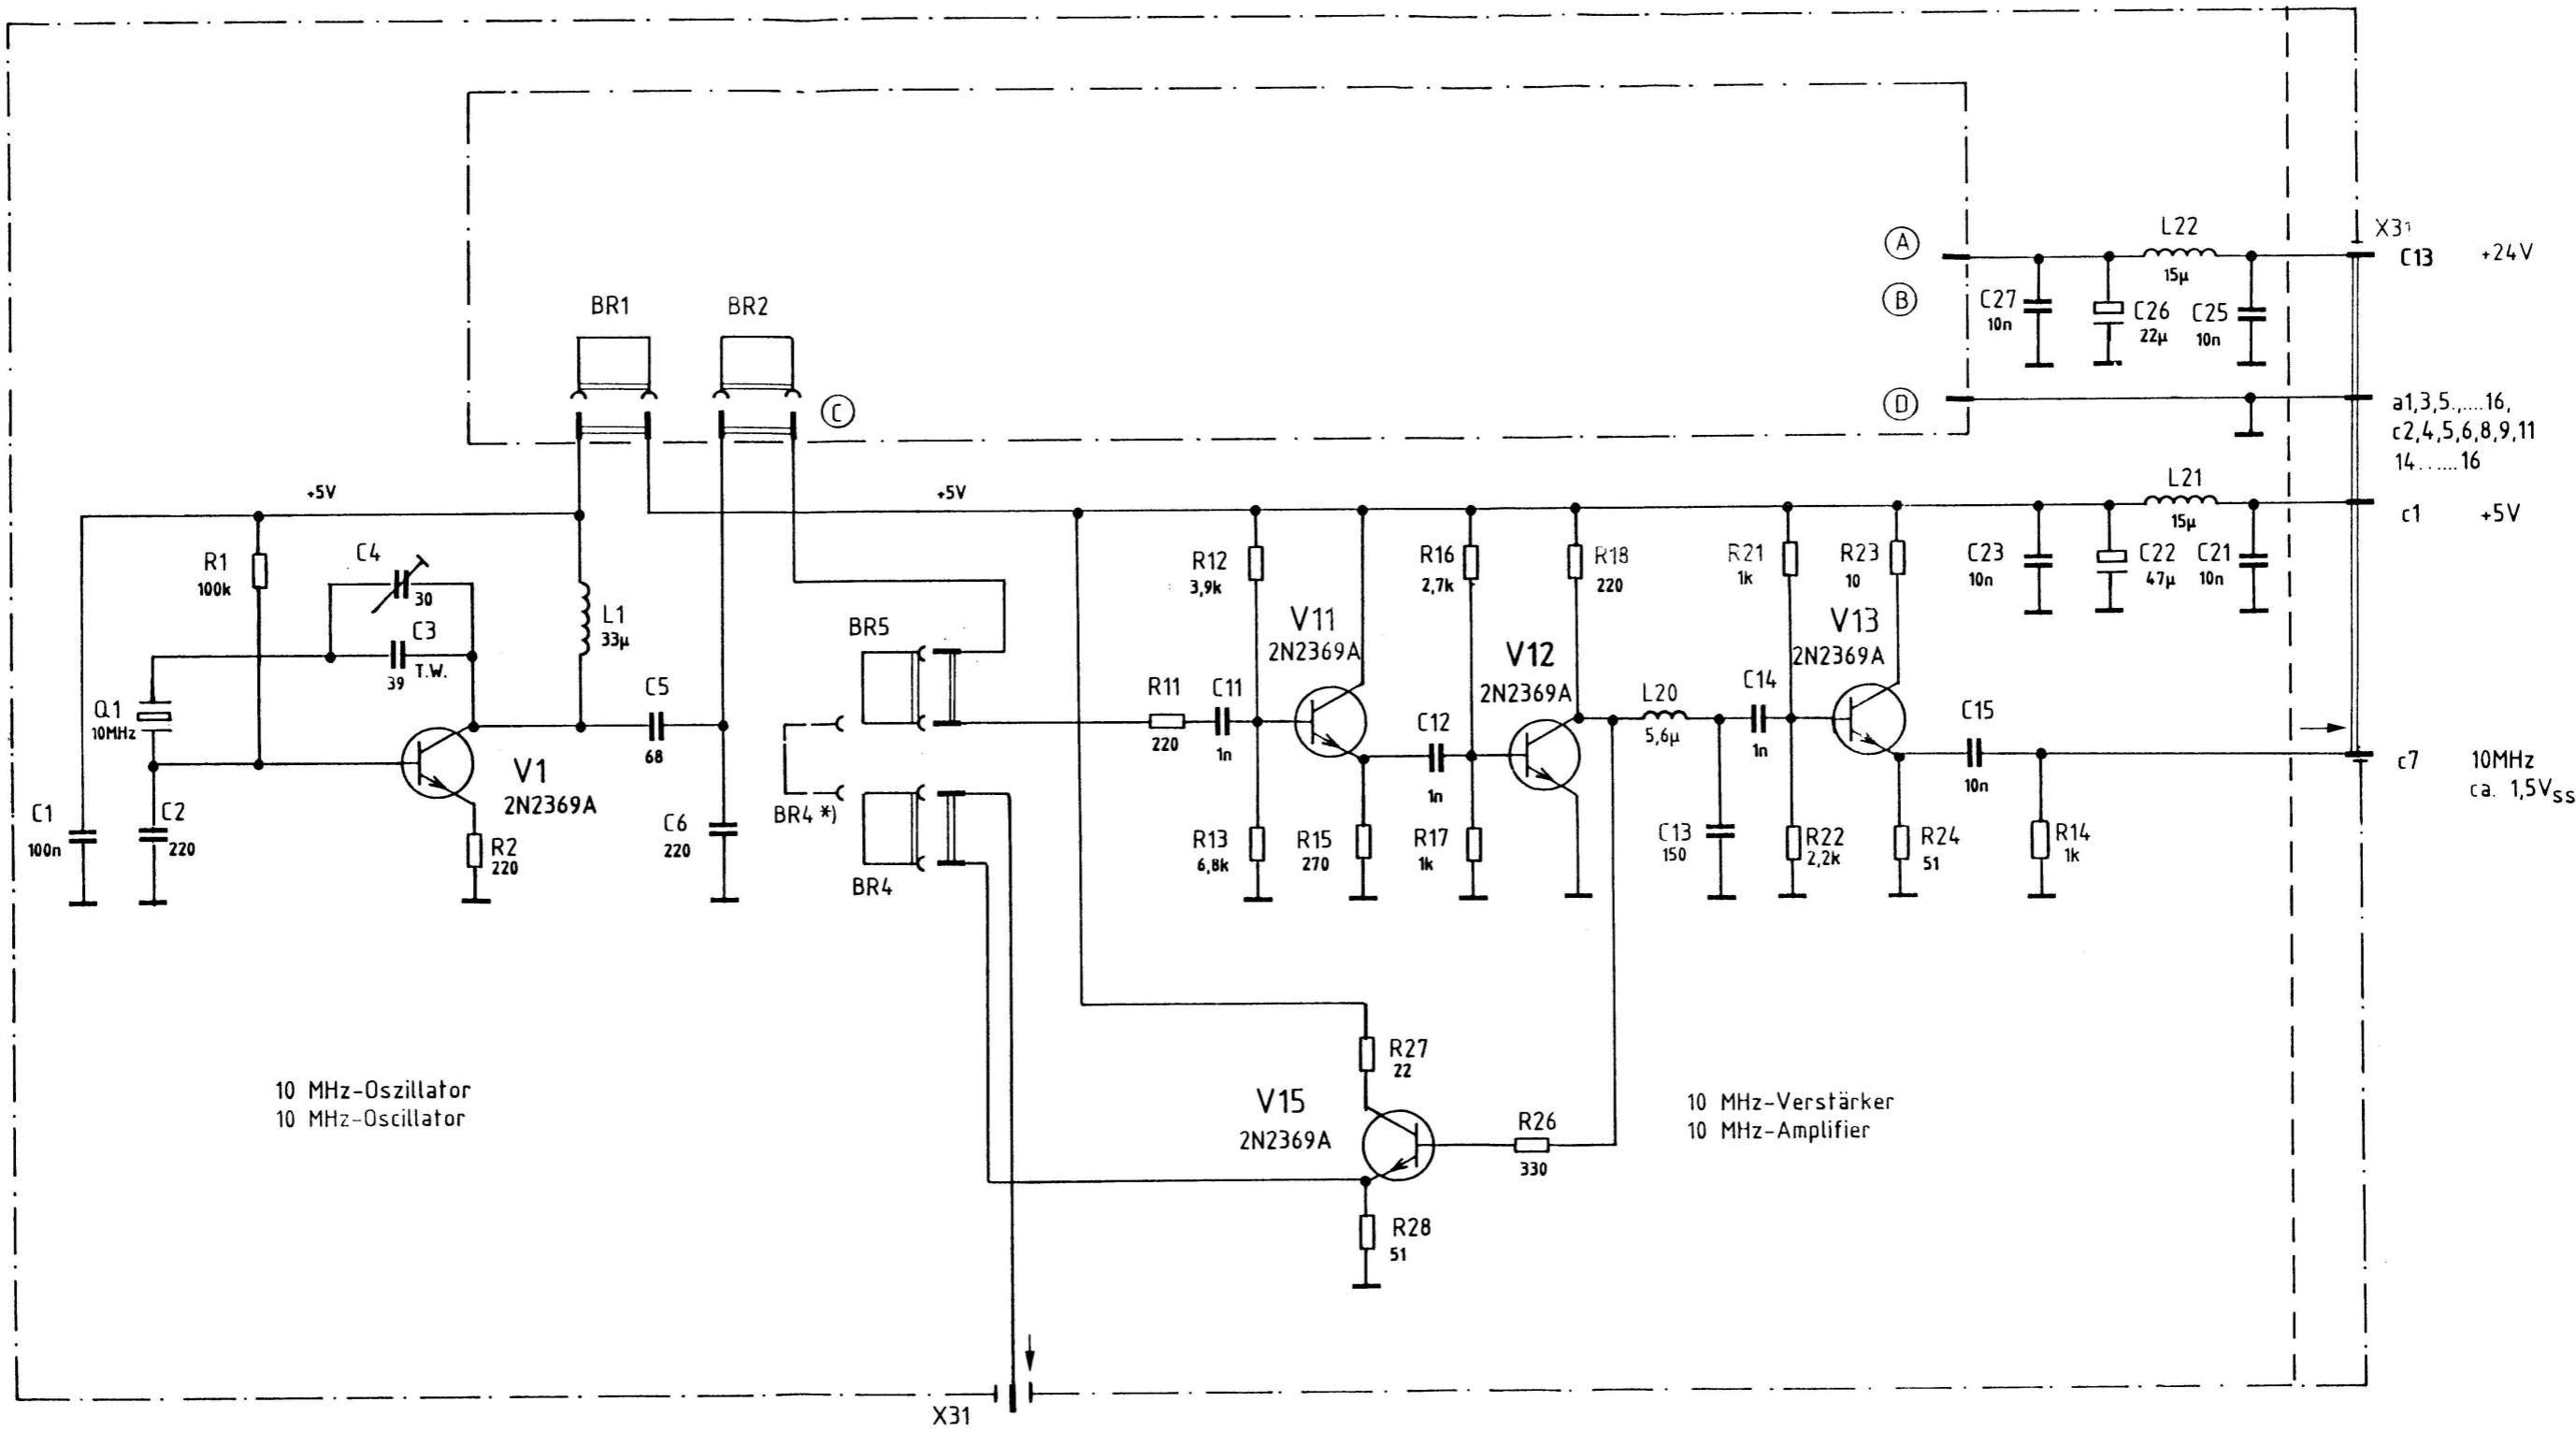 X31
L22
C13 +24V
A
15µ
B
C27
10n
C26
22µ
C25
10n
BR1
BR2
C
D
a1,3,5.,....16,
c2,4,5,6,8,9,11
14......16
L21
+5V
+5V
15µ
c1 +5V
R1
100k
C4
30
C3
39 T.W.
L1
33µ
R12
3,9k
R16
2,7k
R18
220
R21
1k
R23
10
C23
10n
C22
47µ
C21
10n
BR5
V11
2N2369A
V12
2N2369A
V13
2N2369A
Q1
10MHz
C5
68
R11
220
C11
1n
C12
1n
L20
5,6µ
C14
1n
C15
10n
c7 10MHz
ca. 1,5VSS
V1
2N2369A
C1
100n
C2
220
R2
220
C6
220
BR4 *)
BR4
R13
6,8k
R15
270
R17
1k
C13
150
R22
2,2k
R24
51
R14
1k
R27
22
10 MHz-Oszillator
10 MHz-Oscillator
V15
2N2369A
R26
330
10 MHz-Verstärker
10 MHz-Amplifier
R28
51
X31